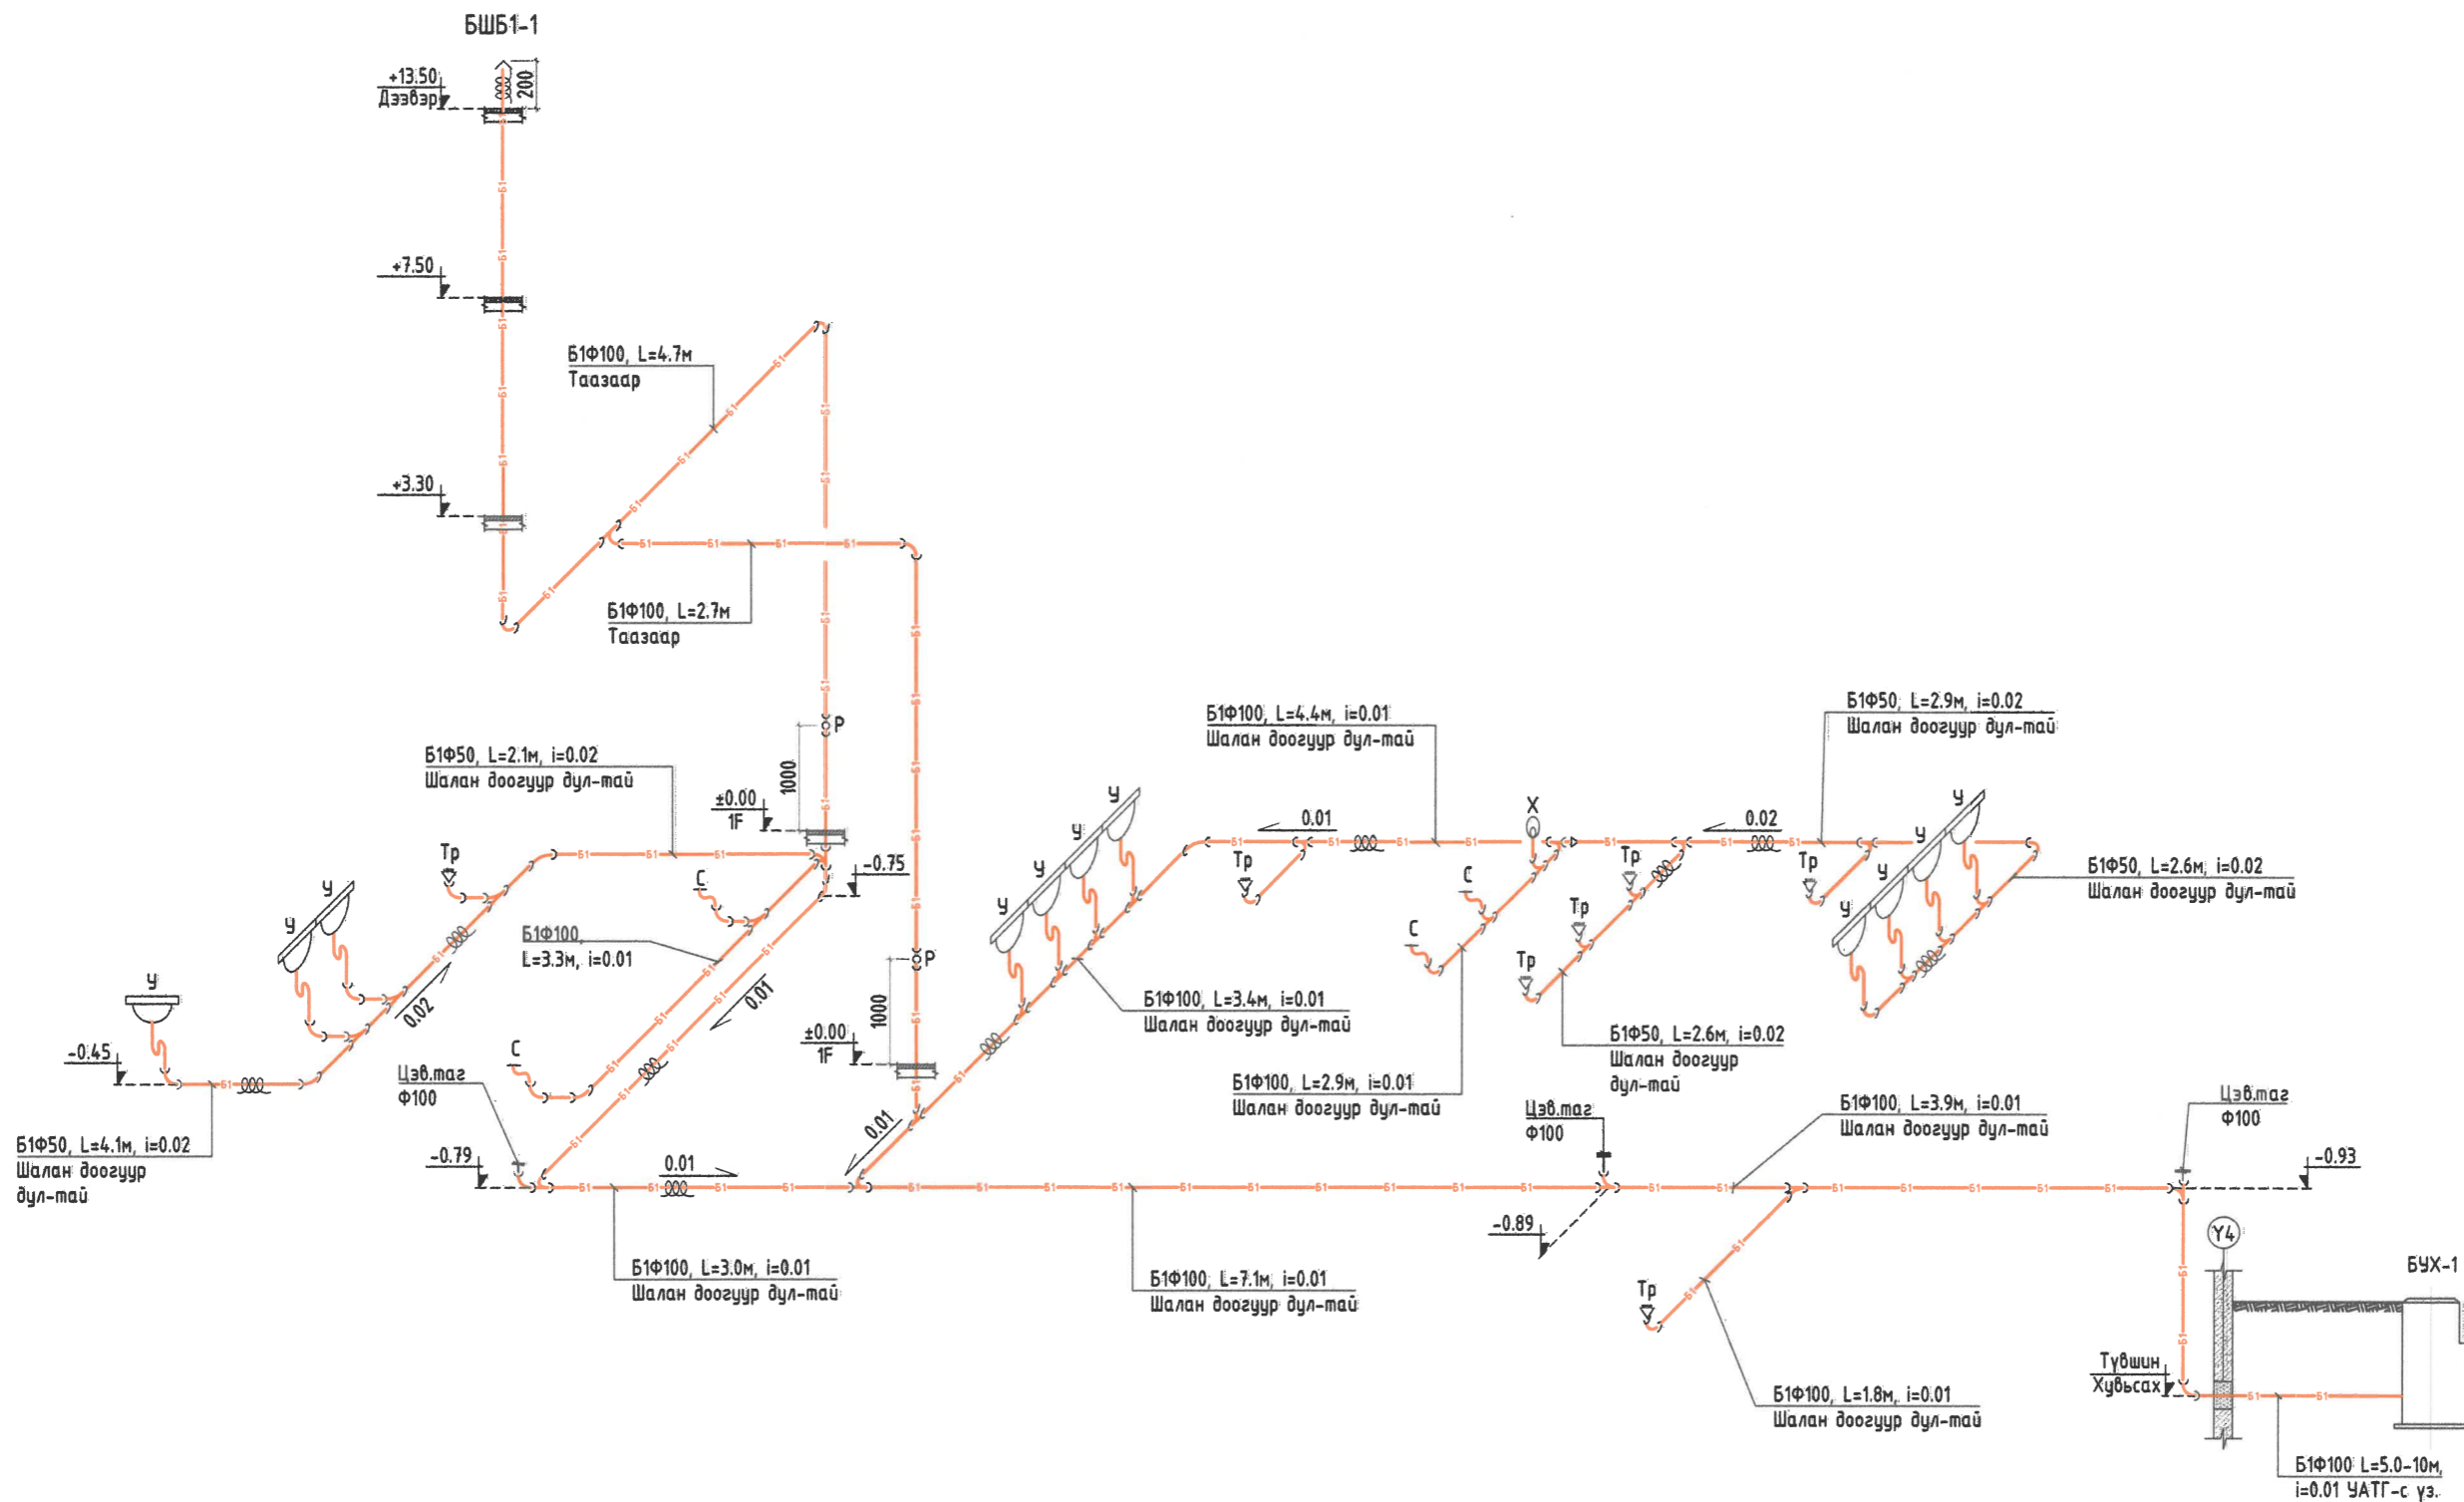 БШБ1-1
+13.50
Дээвэр
200
+7.50
Б1Ф100, L=4.7м
Таазаар
+3.30
Б1Ф100, L=2.7м
Таазаар
Р
1000
±0.00
1F
Б1Ф50, L=2.1м, i=0.02
Шалан доогуур дул-тай
-0.75
Тр
С
У
У
У
0.02
-0.45
Б1Ф50, L=4.1м, i=0.02
Шалан доогуур
дул-тай
Б1Ф100,
L=3.3м, i=0.01
0.01
С
Цэв.таг
Ф100
-0.79
0.01
Р
1000
±0.00
1F
0.01
Б1Ф100, L=3.0м, i=0.01
Шалан доогуур дул-тай
Б1Ф100, L=4.4м, i=0.01
Шалан доогуур дул-тай
У
У
У
У
0.01
Тр
Б1Ф100, L=3.4м, i=0.01
Шалан доогуур дул-тай
Х
С
С
Б1Ф100, L=2.9м, i=0.01
Шалан доогуур дул-тай
0.02
Тр
Тр
Тр
Б1Ф50, L=2.6м, i=0.02
Шалан доогуур
дул-тай
Б1Ф50, L=2.9м, i=0.02
Шалан доогуур дул-тай
У
У
У
У
Тр
Б1Ф50, L=2.6м, i=0.02
Шалан доогуур дул-тай
Б1Ф100, L=7.1м, i=0.01
Шалан доогуур дул-тай
Цэв.таг
Ф100
-0.89
Б1Ф100, L=3.9м, i=0.01
Шалан доогуур дул-тай
Тр
Б1Ф100, L=1.8м, i=0.01
Шалан доогуур дул-тай
Цэв.таг
Ф100
-0.93
Y4
БУХ-1
Түвшин
Хувьсах
Б1Ф100 L=5.0-10м,
i=0.01 УАТГ-с үз.